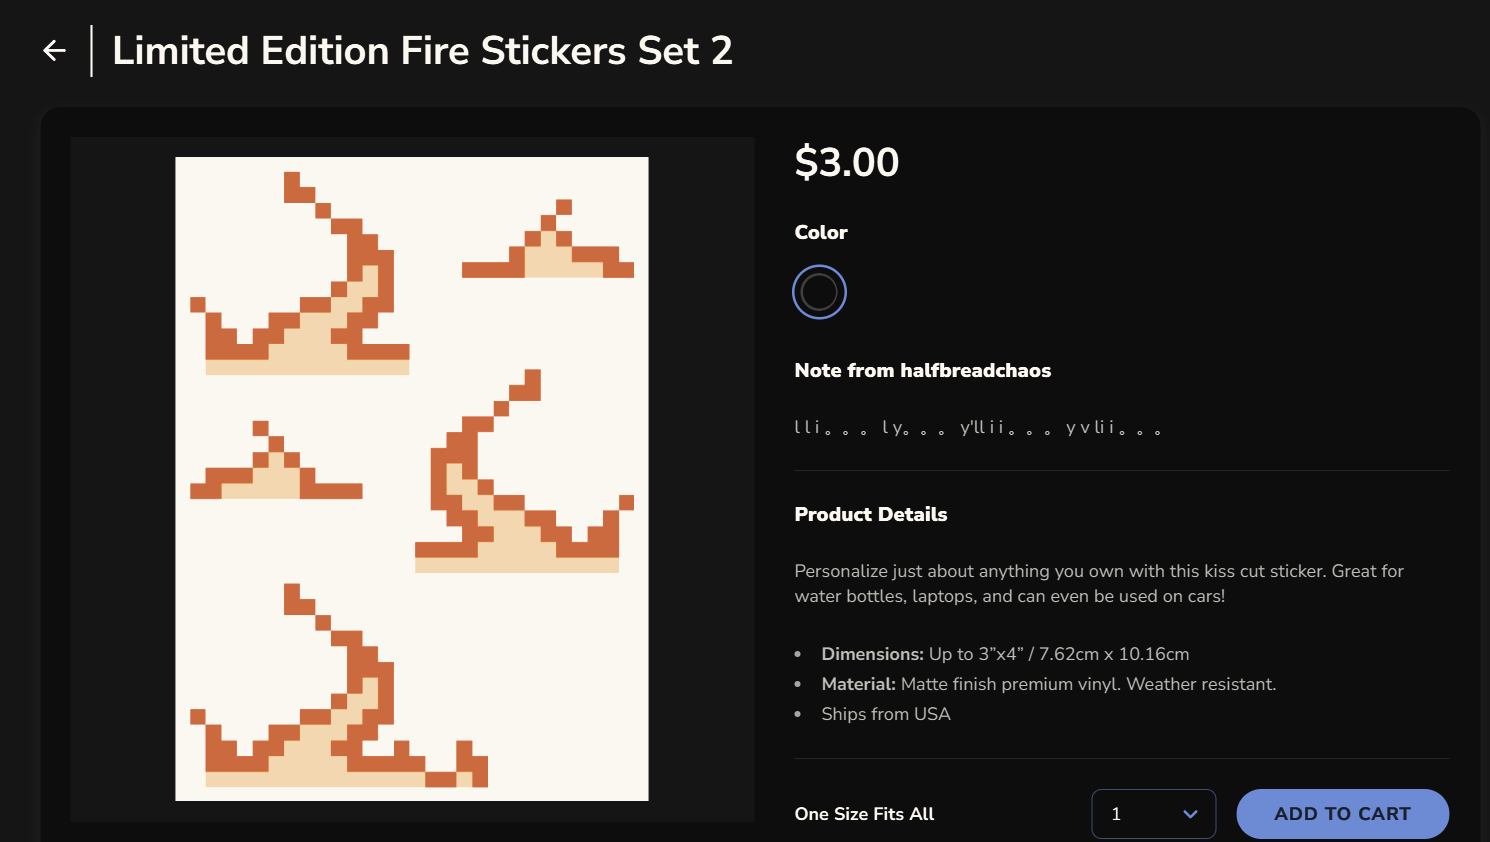 Limited Edition Fire Stickers Set 2
$3.00
Color
Note from halfbreadchaos
l l i 。。。 l y。。。 y'll i i 。。。 y v li i 。。。
Product Details
Personalize just about anything you own with this kiss cut sticker. Great for
water bottles, laptops, and can even be used on cars!
• Dimensions: Up to 3”x4” / 7.62cm x 10.16cm
• Material: Matte finish premium vinyl. Weather resistant.
• Ships from USA
One Size Fits All
1
ADD TO CART